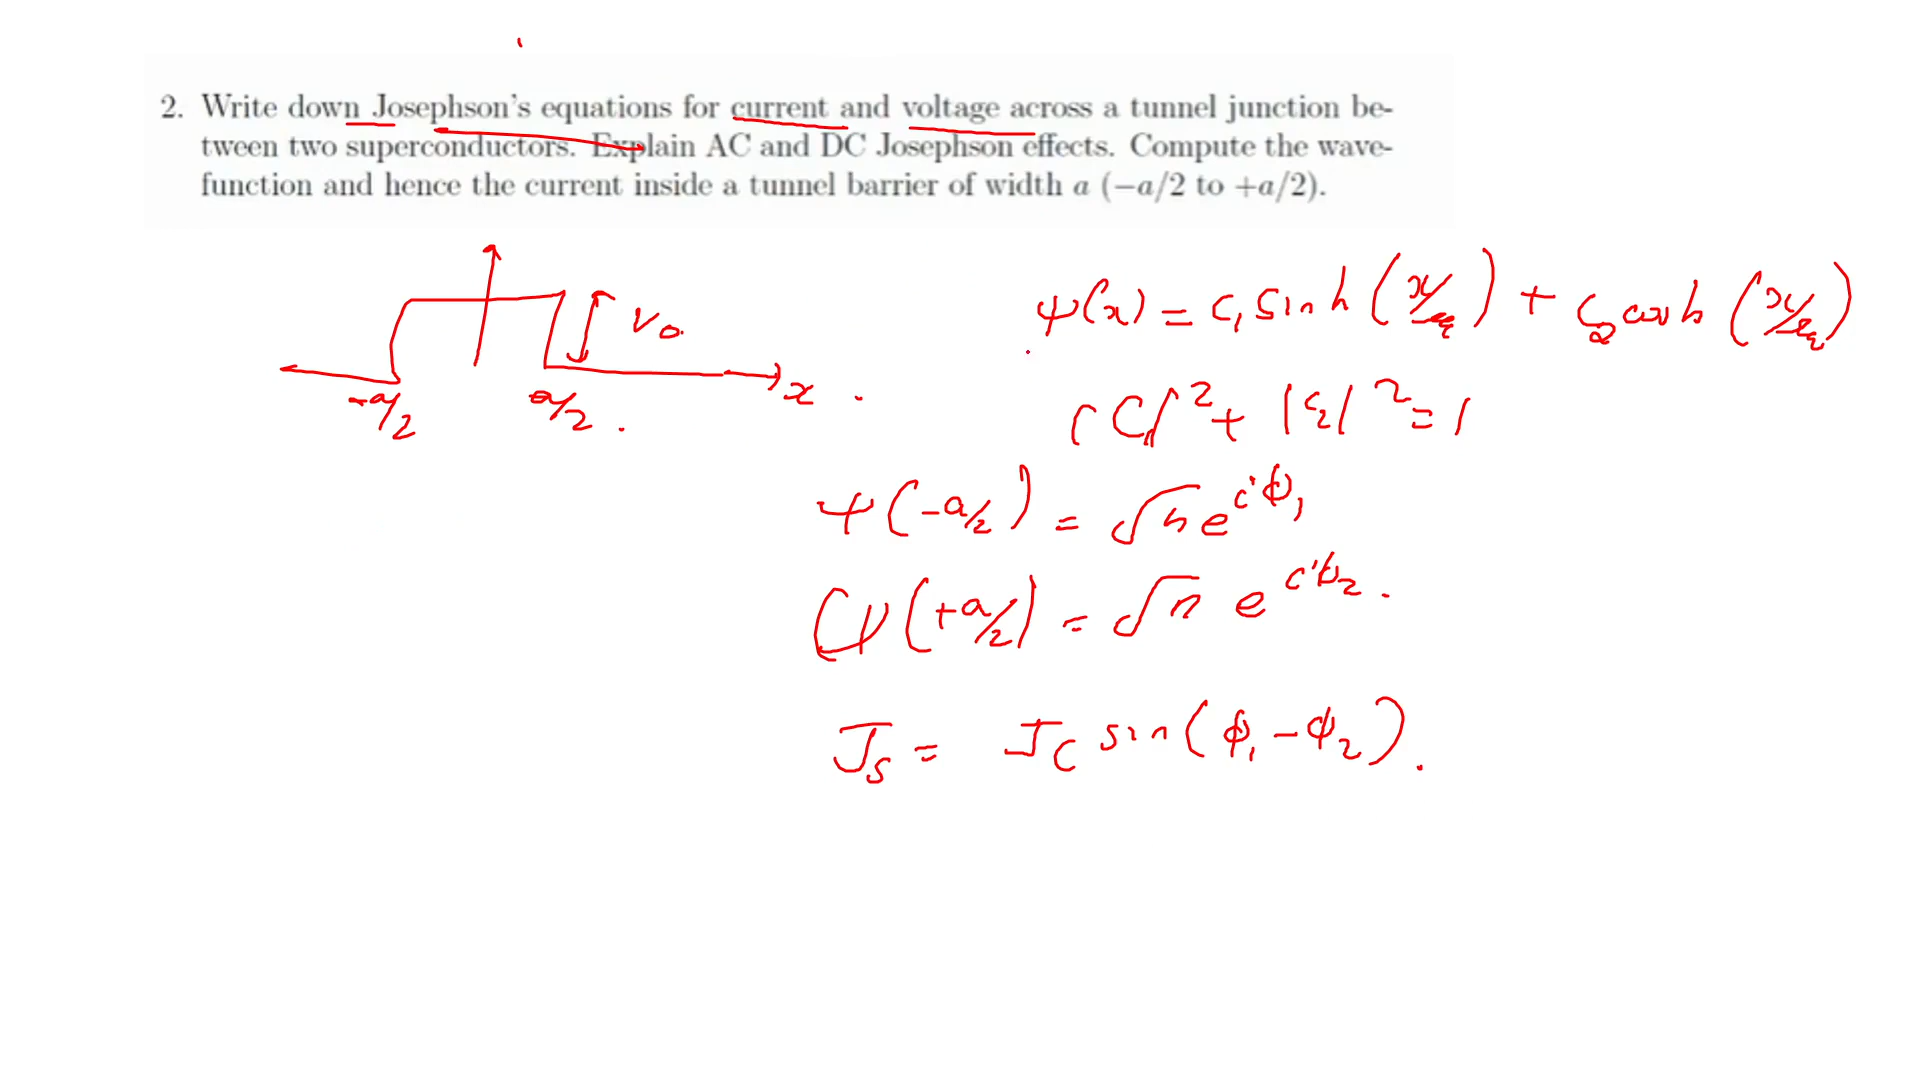 2. Write down Josephson's equations for current and voltage across a tunnel junction be-
tween two superconductors. Explain AC and DC Josephson effects. Compute the wave-
function and hence the current inside a tunnel barrier of width a (−a/2 to +a/2).
V₀
-a/2 a/2 . x .
ψ(x) = C₁ sinh (x/ξ) + C₂ cosh (x/ξ)
|C₁|² + |C₂|² = 1
ψ(-a/2) = √n e^{iϕ₁}
ψ(+a/2) = √n e^{iϕ₂} .
J_s = J_c sin(ϕ₁ - ϕ₂) .